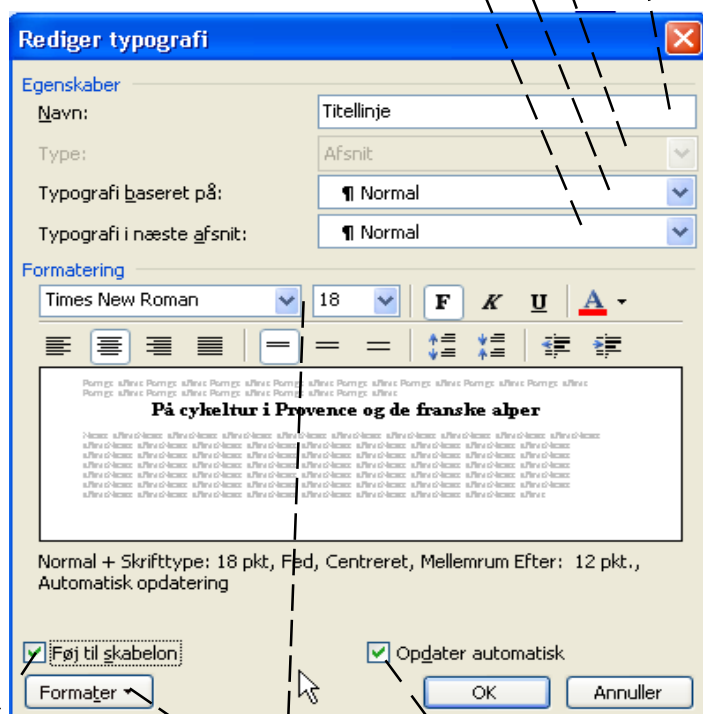 Rediger typografi
Egenskaber
Navn:
Titellinje
Type:
Afsnit
Typografi baseret på:
¶ Normal
Typografi i næste afsnit:
¶ Normal
Formatering
Times New Roman
18
F K U A
På cykeltur i Provence og de franske alper
Normal + Skrifttype: 18 pkt, Fed, Centreret, Mellemrum Efter: 12 pkt.,
Automatisk opdatering
Føj til skabelon
Opdater automatisk
Formater
OK
Annuller